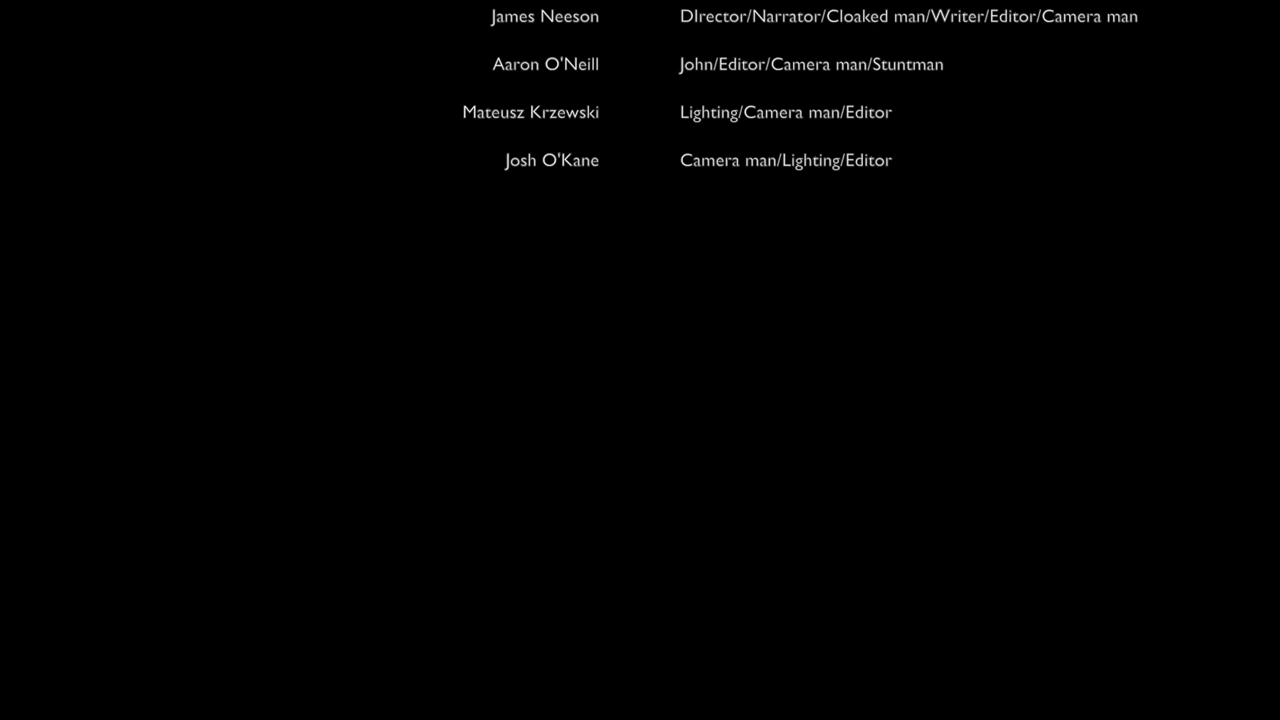 James Neeson DIrector/Narrator/Cloaked man/Writer/Editor/Camera man
Aaron O'Neill John/Editor/Camera man/Stuntman
Mateusz Krzewski Lighting/Camera man/Editor
Josh O'Kane Camera man/Lighting/Editor